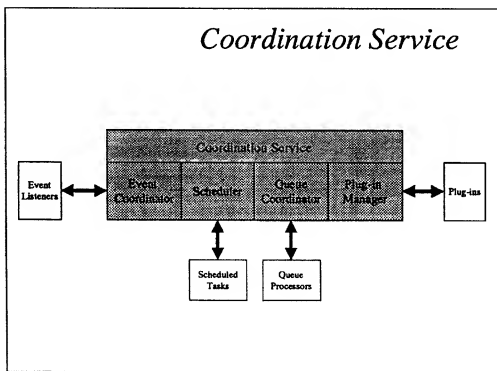 Coordination Service
Coordination Service
Event
Listeners
Event
Coordinator
Scheduler
Queue
Coordinator
Plug-in
Manager
Plug-ins
Scheduled
Tasks
Queue
Processors